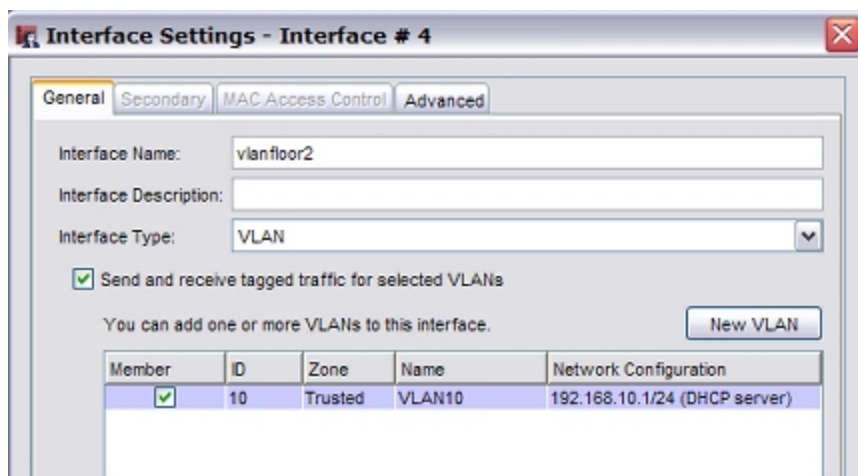 Interface Settings - Interface # 4
General Secondary MAC Access Control Advanced
Interface Name: vlanfloor2
Interface Description:
Interface Type: VLAN
Send and receive tagged traffic for selected VLANs
You can add one or more VLANs to this interface. New VLAN
Member ID Zone Name Network Configuration
10 Trusted VLAN10 192.168.10.1/24 (DHCP server)